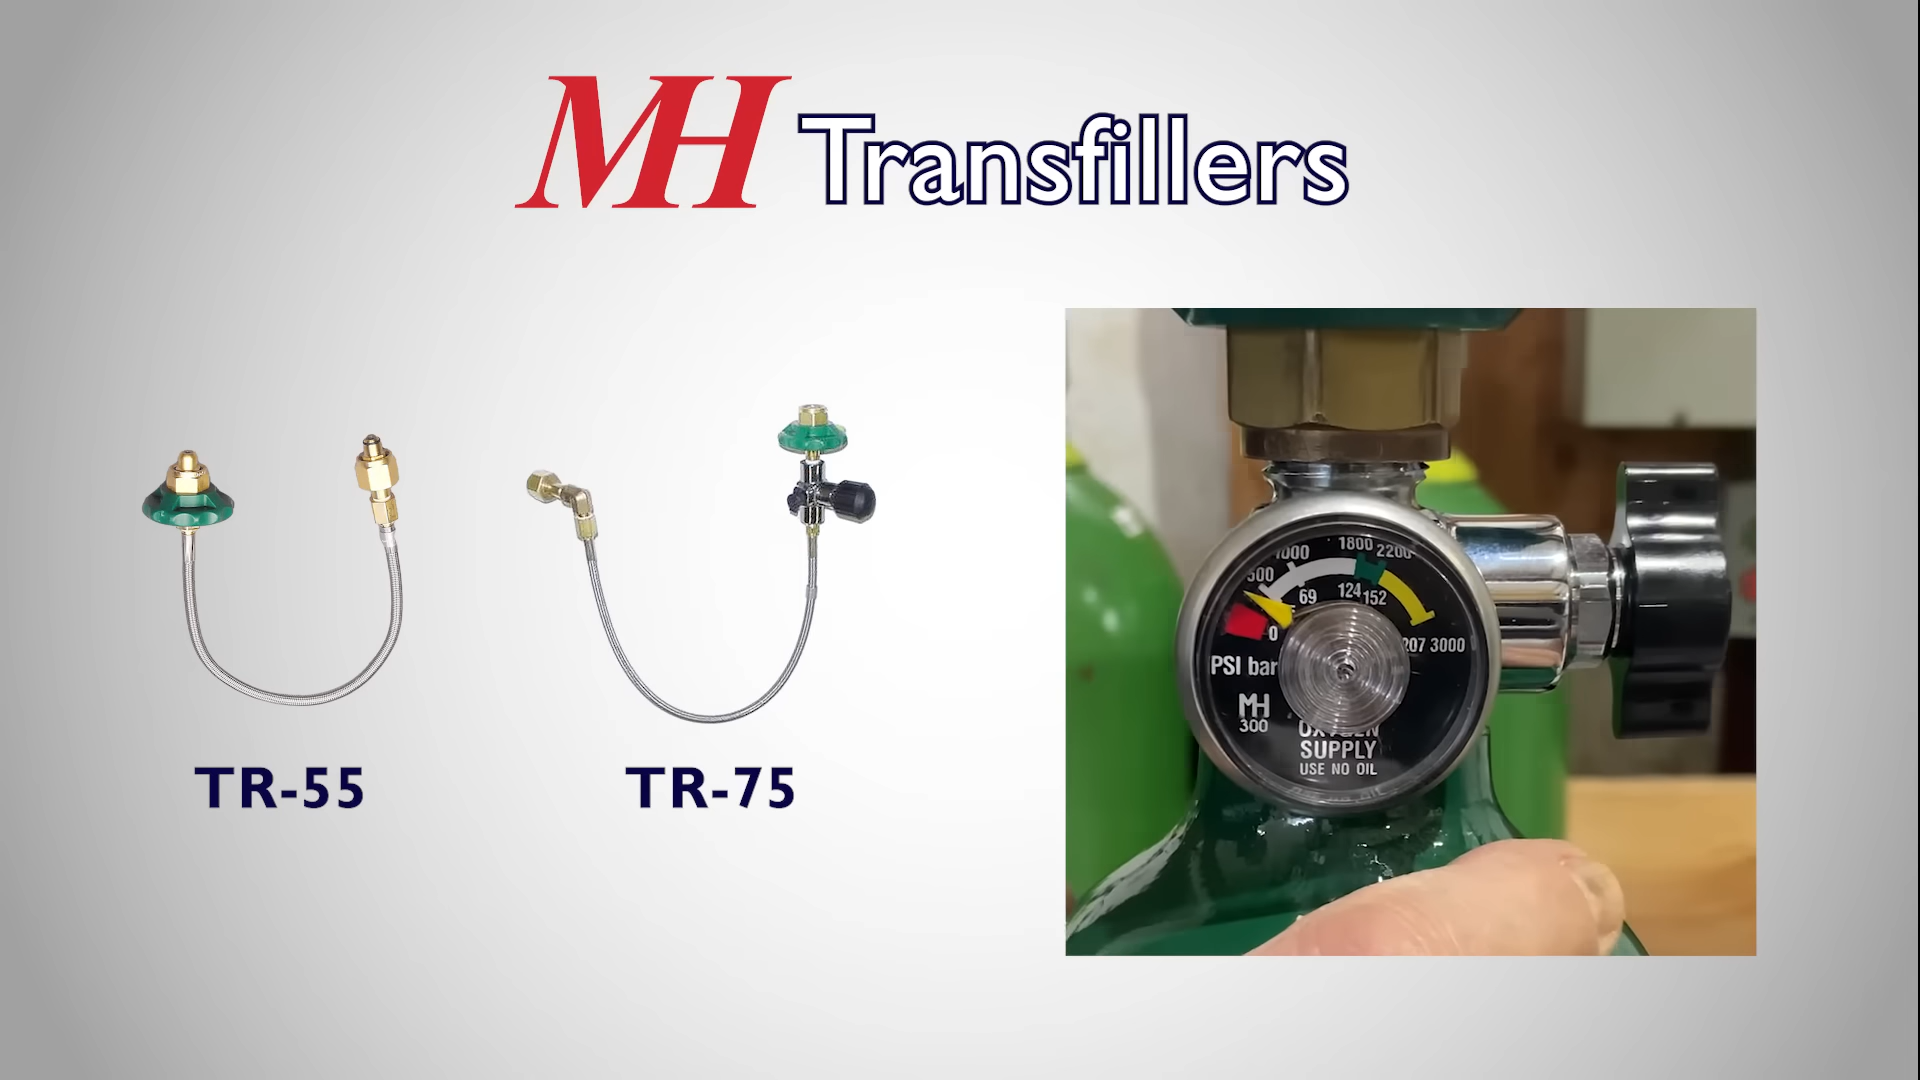 MH Transfillers
TR-55
TR-75
500 1000 1800 2200
0 69 124 152
207 3000
PSI bar
MH
300
OXYGEN
SUPPLY
USE NO OIL